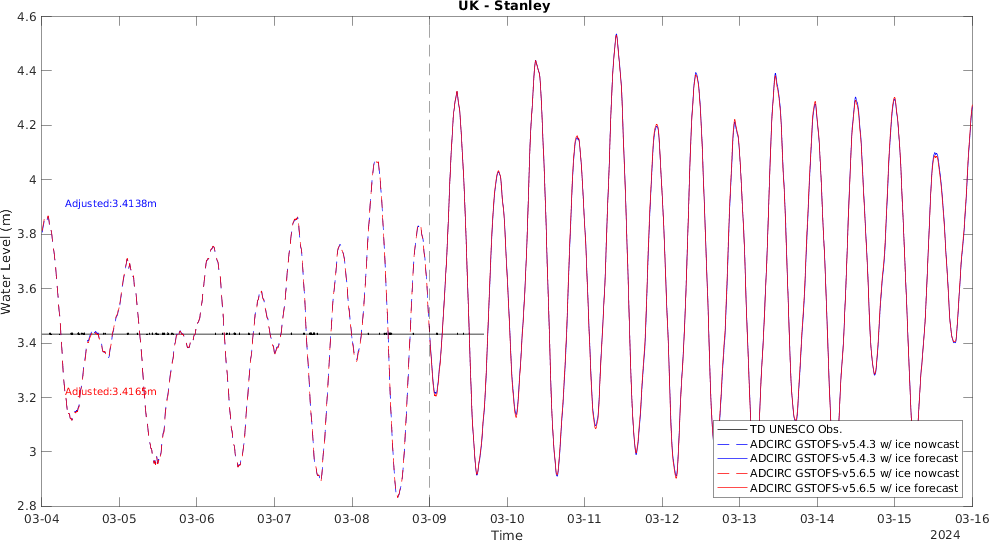 UK - Stanley
4.6
4.4
4.2
4
3.8
3.6
3.4
3.2
3
2.8
Water Level (m)
Adjusted:3.4138m
Adjusted:3.4165m
TD UNESCO Obs.
ADCIRC GSTOFS-v5.4.3 w/ ice nowcast
ADCIRC GSTOFS-v5.4.3 w/ ice forecast
ADCIRC GSTOFS-v5.6.5 w/ ice nowcast
ADCIRC GSTOFS-v5.6.5 w/ ice forecast
03-04 03-05 03-06 03-07 03-08 03-09 03-10 03-11 03-12 03-13 03-14 03-15 03-16
Time
2024